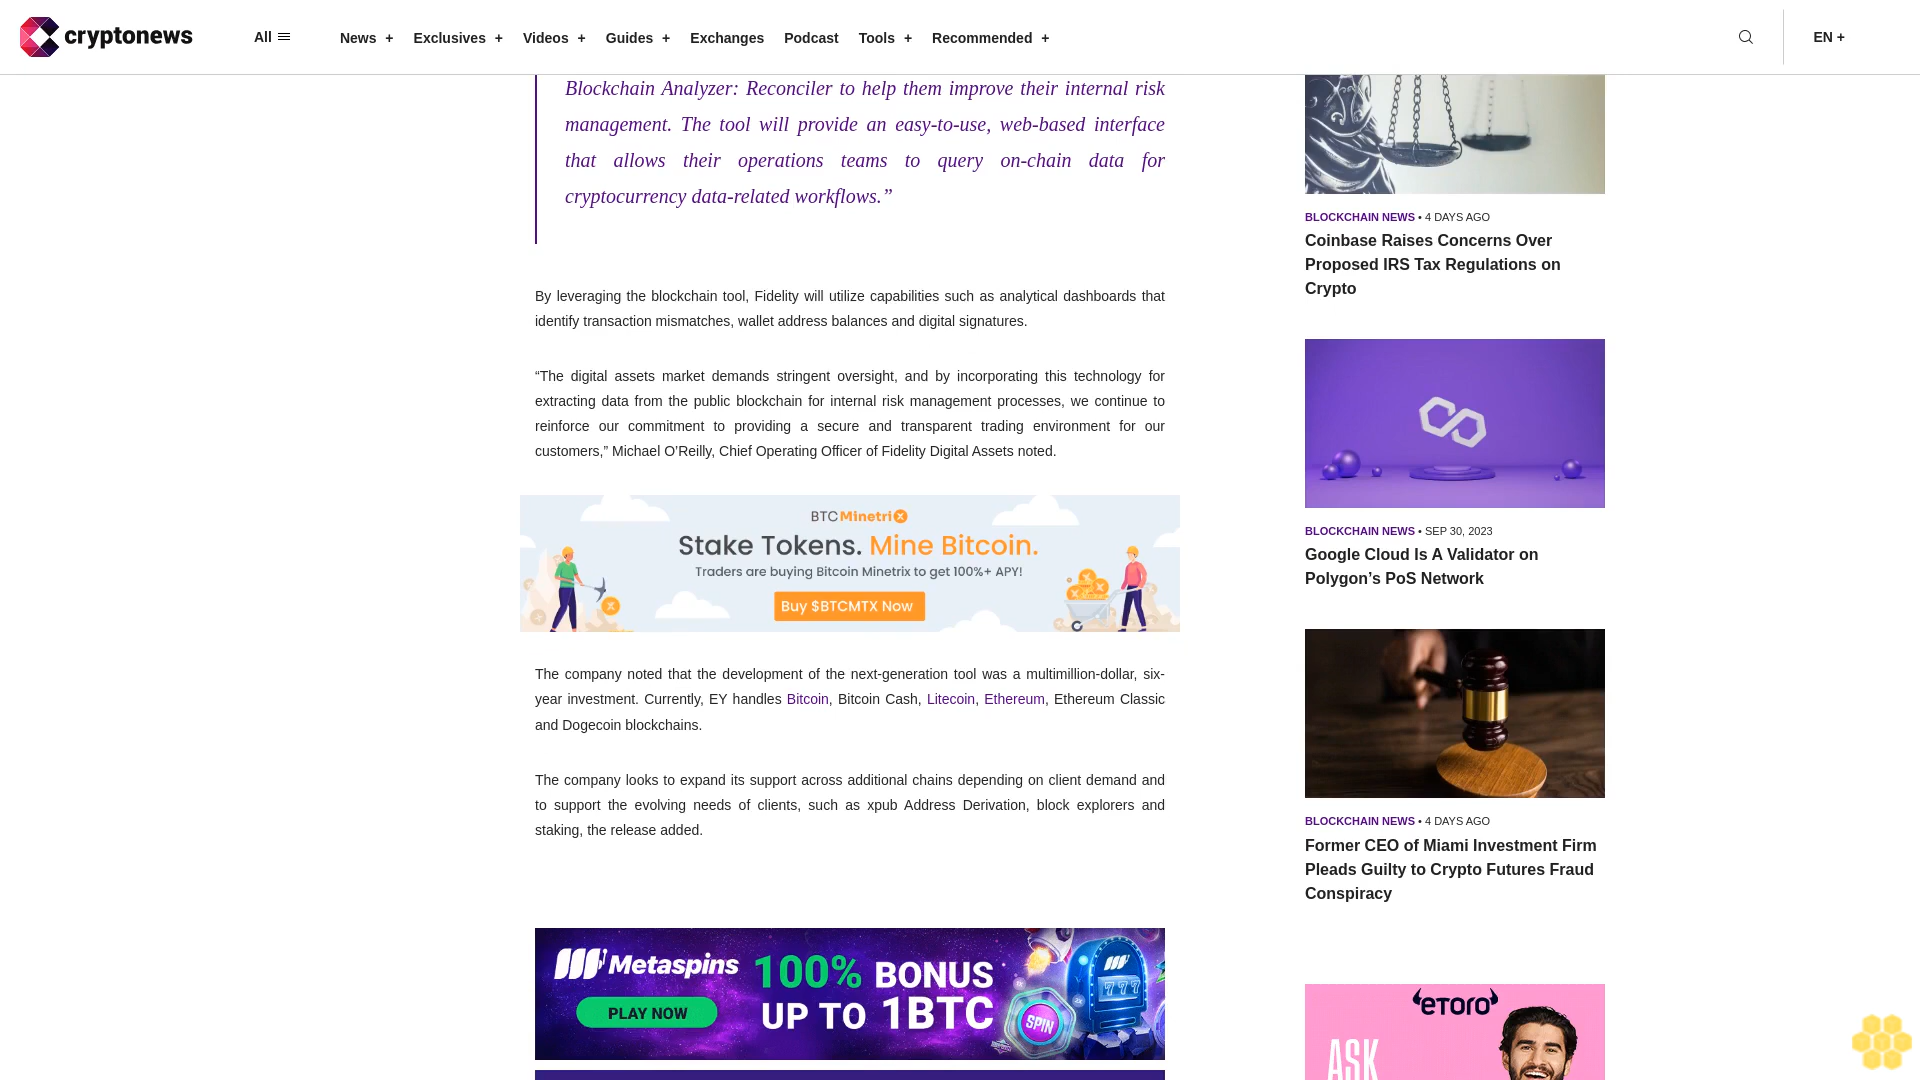 cryptonews
All
News +
Exclusives +
Videos +
Guides +
Exchanges
Podcast
Tools +
Recommended +
EN +
Blockchain Analyzer: Reconciler to help them improve their internal risk
management. The tool will provide an easy-to-use, web-based interface
that allows their operations teams to query on-chain data for
cryptocurrency data-related workflows.”
By leveraging the blockchain tool, Fidelity will utilize capabilities such as analytical dashboards that
identify transaction mismatches, wallet address balances and digital signatures.
“The digital assets market demands stringent oversight, and by incorporating this technology for
extracting data from the public blockchain for internal risk management processes, we continue to
reinforce our commitment to providing a secure and transparent trading environment for our
customers,” Michael O’Reilly, Chief Operating Officer of Fidelity Digital Assets noted.
BTC Minetrix
Stake Tokens. Mine Bitcoin.
Traders are buying Bitcoin Minetrix to get 100%+ APY!
Buy $BTCMTX Now
The company noted that the development of the next-generation tool was a multimillion-dollar, six-
year investment. Currently, EY handles Bitcoin, Bitcoin Cash, Litecoin, Ethereum, Ethereum Classic
and Dogecoin blockchains.
The company looks to expand its support across additional chains depending on client demand and
to support the evolving needs of clients, such as xpub Address Derivation, block explorers and
staking, the release added.
Metaspins
PLAY NOW
100% BONUS
UP TO 1BTC
777
SPIN
BLOCKCHAIN NEWS • 4 DAYS AGO
Coinbase Raises Concerns Over
Proposed IRS Tax Regulations on
Crypto
BLOCKCHAIN NEWS • SEP 30, 2023
Google Cloud Is A Validator on
Polygon’s PoS Network
BLOCKCHAIN NEWS • 4 DAYS AGO
Former CEO of Miami Investment Firm
Pleads Guilty to Crypto Futures Fraud
Conspiracy
eToro
ASK